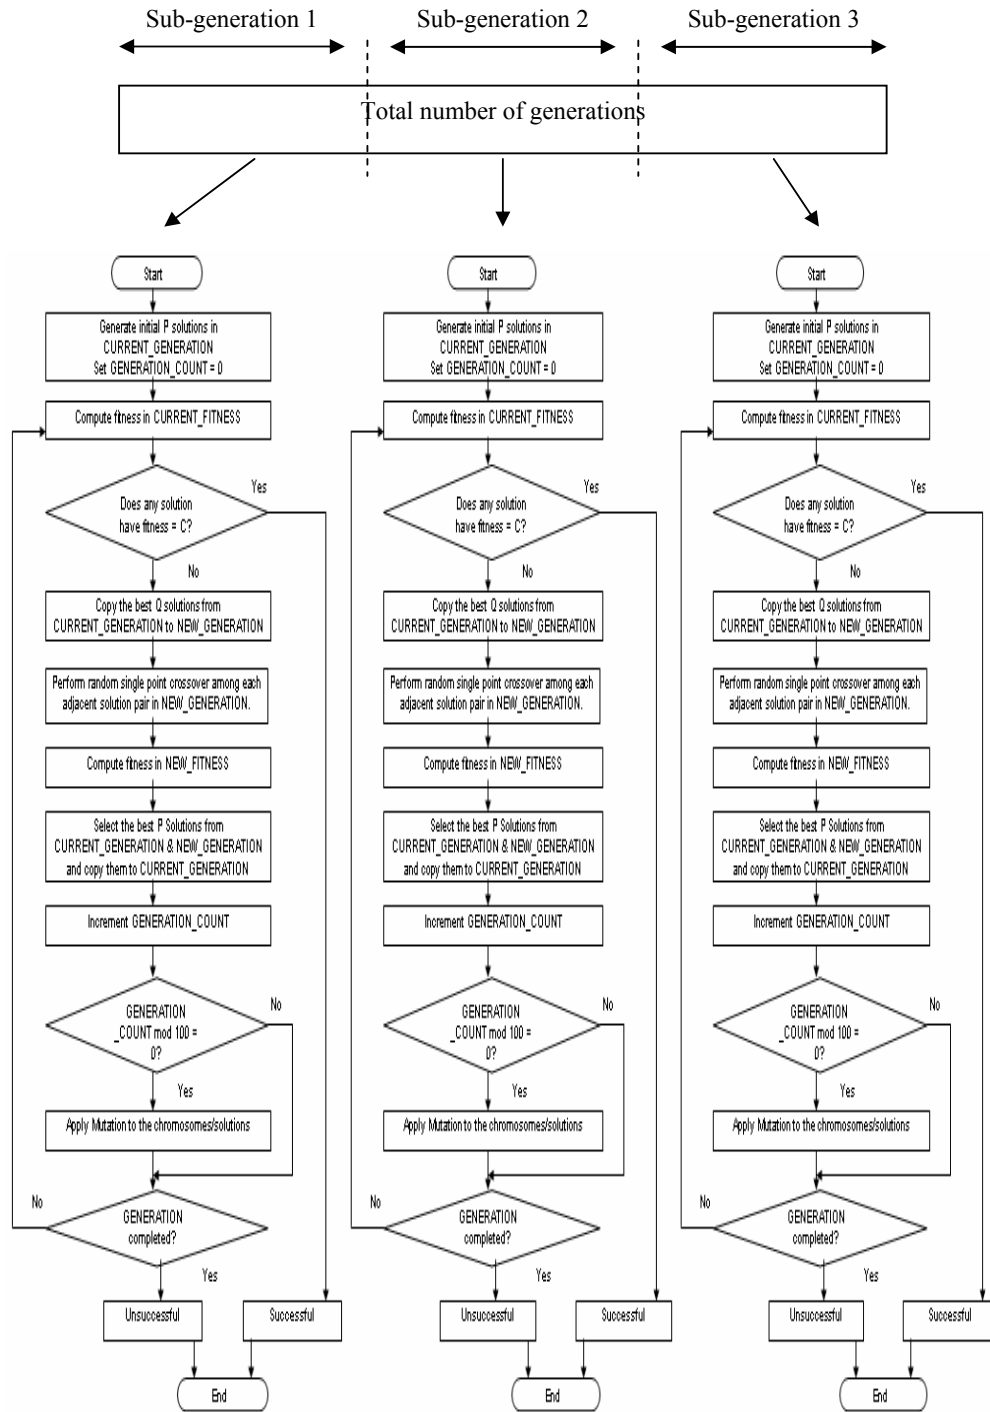 Sub-generation 1
Sub-generation 2
Sub-generation 3
Total number of generations
Start
Generate initial P solutions in
CURRENT_GENERATION
Set GENERATION_COUNT = 0
Compute fitness in CURRENT_FITNESS
Yes
Does any solution
have fitness = C?
No
Copy the best Q solutions from
CURRENT_GENERATION to NEW_GENERATION
Perform random single point crossover among each
adjacent solution pair in NEW_GENERATION.
Compute fitness in NEW_FITNESS
Select the best P Solutions from
CURRENT_GENERATION & NEW_GENERATION
and copy them to CURRENT_GENERATION
Increment GENERATION_COUNT
GENERATION
_COUNT mod 100 =
0?
No
Yes
Apply Mutation to the chromosomes/solutions
No
GENERATION
completed?
Yes
Unsuccessful
Successful
End
Start
Generate initial P solutions in
CURRENT_GENERATION
Set GENERATION_COUNT = 0
Compute fitness in CURRENT_FITNESS
Yes
Does any solution
have fitness = C?
No
Copy the best Q solutions from
CURRENT_GENERATION to NEW_GENERATION
Perform random single point crossover among each
adjacent solution pair in NEW_GENERATION.
Compute fitness in NEW_FITNESS
Select the best P Solutions from
CURRENT_GENERATION & NEW_GENERATION
and copy them to CURRENT_GENERATION
Increment GENERATION_COUNT
GENERATION
_COUNT mod 100 =
0?
No
Yes
Apply Mutation to the chromosomes/solutions
No
GENERATION
completed?
Yes
Unsuccessful
Successful
End
Start
Generate initial P solutions in
CURRENT_GENERATION
Set GENERATION_COUNT = 0
Compute fitness in CURRENT_FITNESS
Yes
Does any solution
have fitness = C?
No
Copy the best Q solutions from
CURRENT_GENERATION to NEW_GENERATION
Perform random single point crossover among each
adjacent solution pair in NEW_GENERATION.
Compute fitness in NEW_FITNESS
Select the best P Solutions from
CURRENT_GENERATION & NEW_GENERATION
and copy them to CURRENT_GENERATION
Increment GENERATION_COUNT
GENERATION
_COUNT mod 100 =
0?
No
Yes
Apply Mutation to the chromosomes/solutions
No
GENERATION
completed?
Yes
Unsuccessful
Successful
End